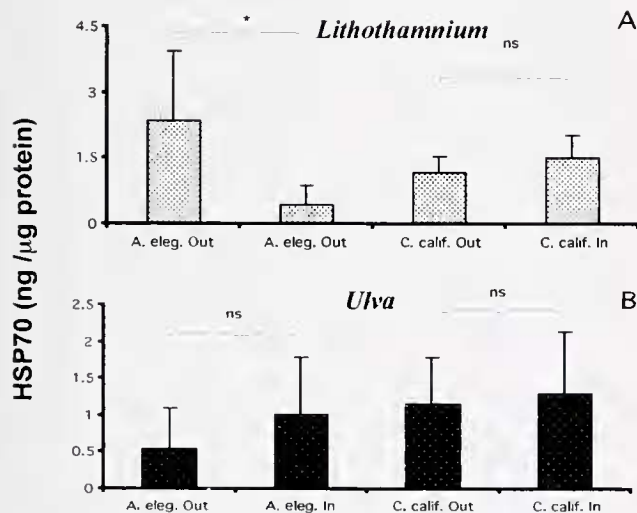 HSP70 (ng /μg protein)
A
* Lithothamnium ns
4.5
3
1.5
0
A. eleg. Out A. eleg. Out C. calif. Out C. calif. In
B
ns Ulva ns
2.5
2
1.5
1
0.5
0
A. eleg. Out A. eleg. In C. calif. Out C. calif. In